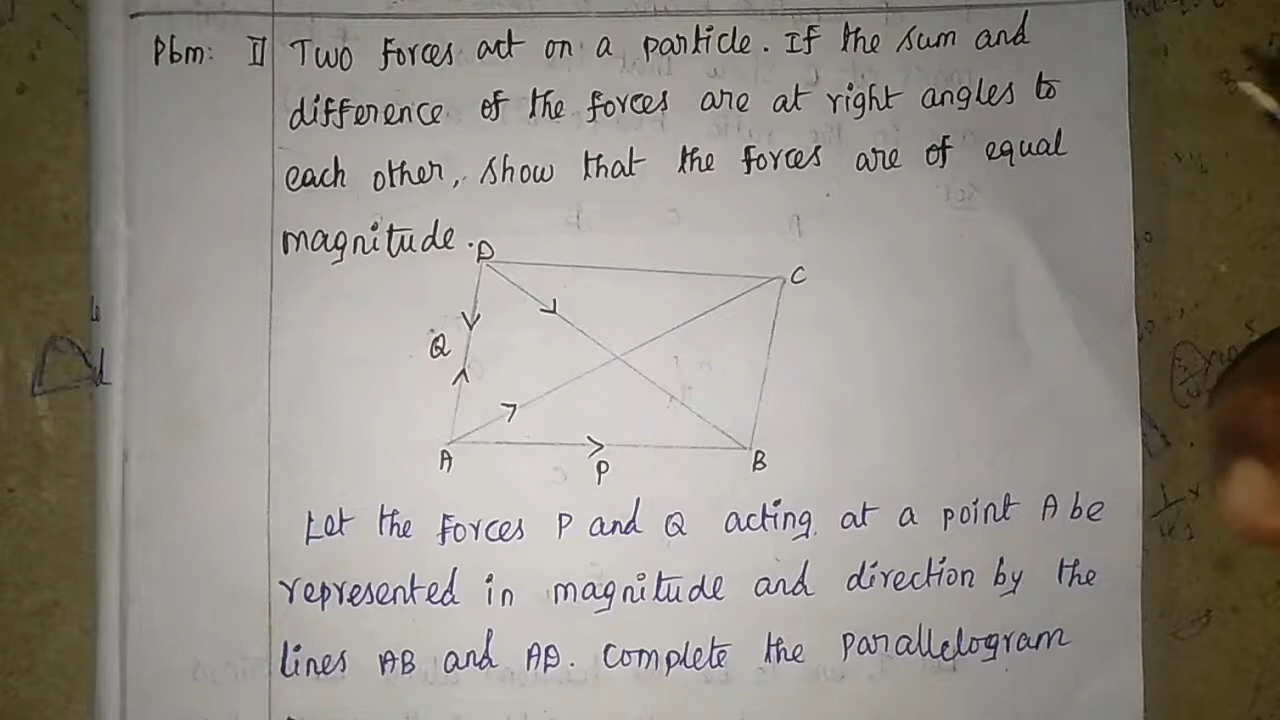 Pbm: II Two forces act on a particle. If the sum and
difference of the forces are at right angles to
each other, show that the forces are of equal
magnitude.
D
C
Q
A
P
B
Let the forces P and Q acting at a point A be
represented in magnitude and direction by the
lines AB and AD. Complete the parallelogram